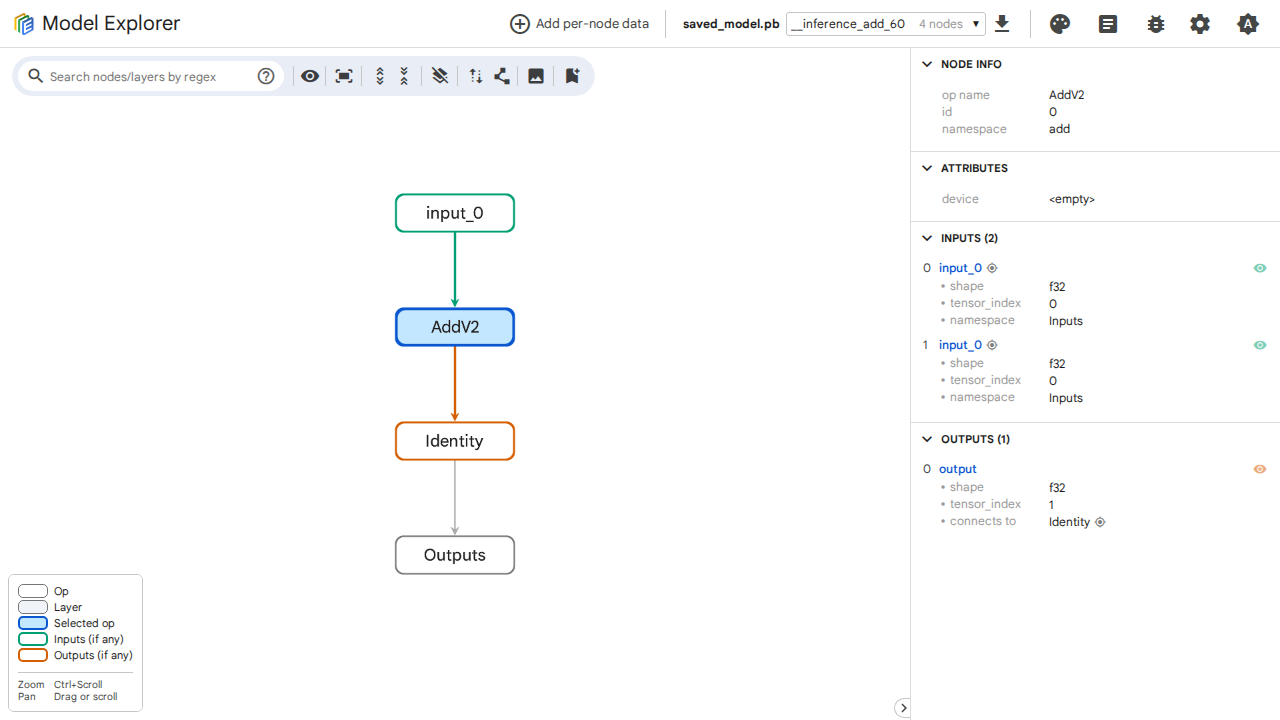 Model Explorer
Add per-node data
saved_model.pb
__inference_add_60 4 nodes
Search nodes/layers by regex
input_0
AddV2
Identity
Outputs
Op
Layer
Selected op
Inputs (if any)
Outputs (if any)
Zoom Ctrl+Scroll
Pan Drag or scroll
NODE INFO
op name AddV2
id 0
namespace add
ATTRIBUTES
device <empty>
INPUTS (2)
0 input_0
• shape f32
• tensor_index 0
• namespace Inputs
1 input_0
• shape f32
• tensor_index 0
• namespace Inputs
OUTPUTS (1)
0 output
• shape f32
• tensor_index 1
• connects to Identity